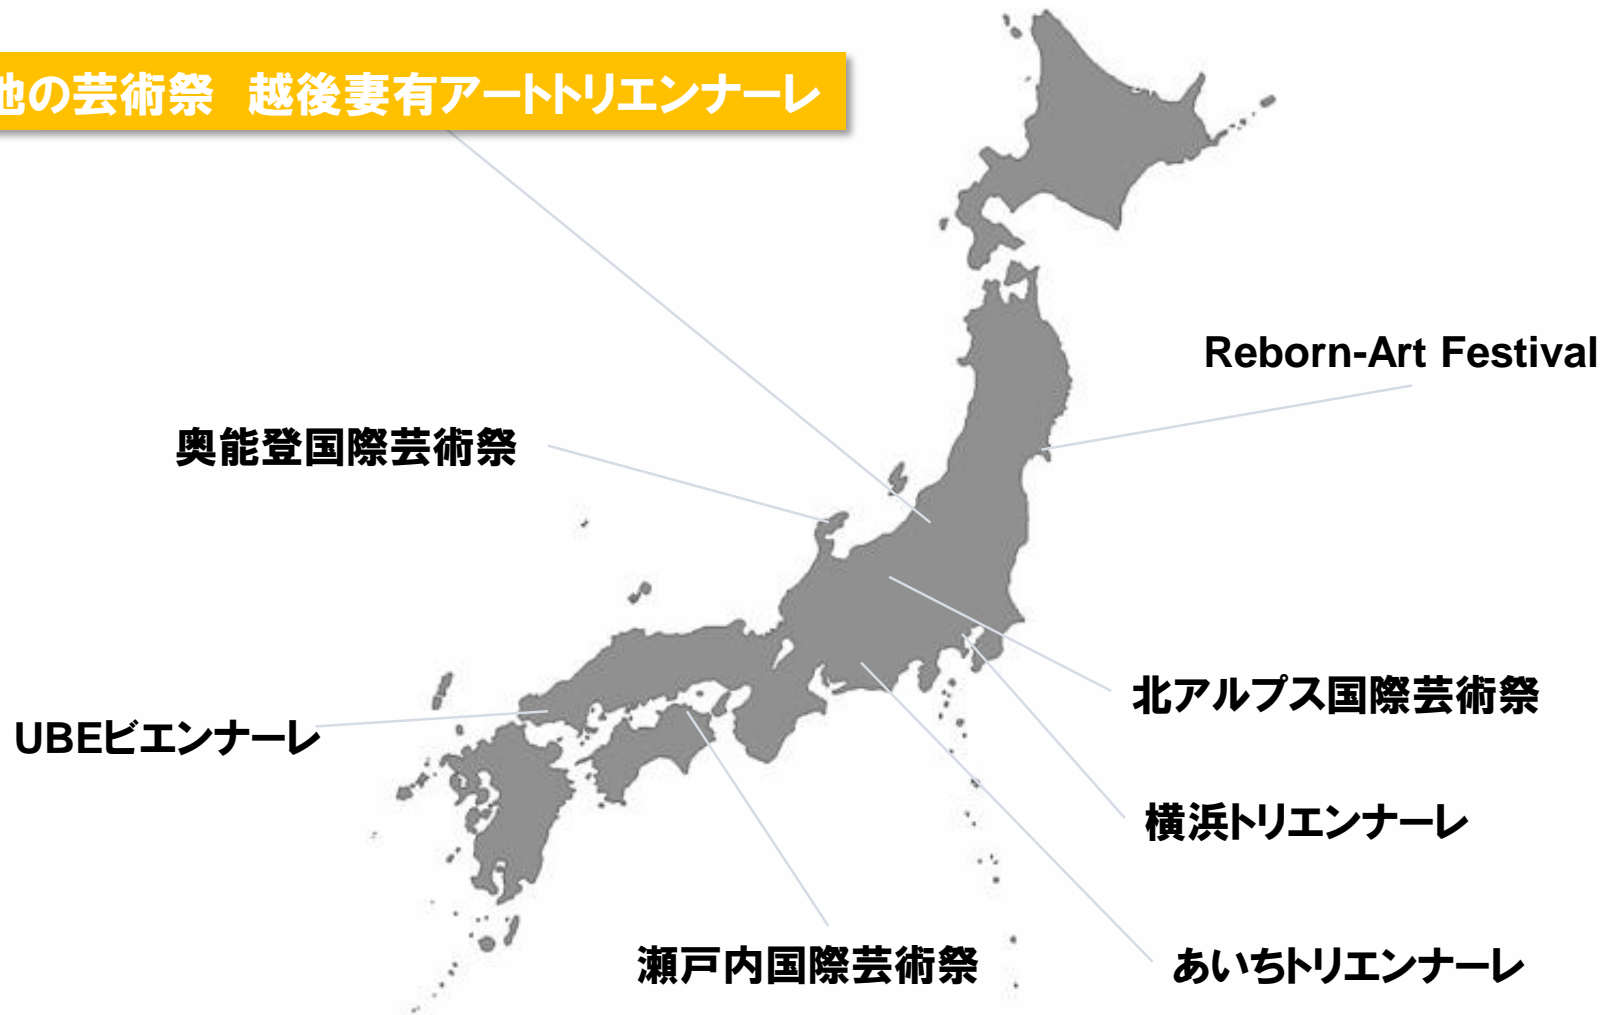 地の芸術祭 越後妻有アートトリエンナーレ
Reborn-Art Festival
奥能登国際芸術祭
北アルプス国際芸術祭
UBEビエンナーレ
横浜トリエンナーレ
瀬戸内国際芸術祭
あいちトリエンナーレ